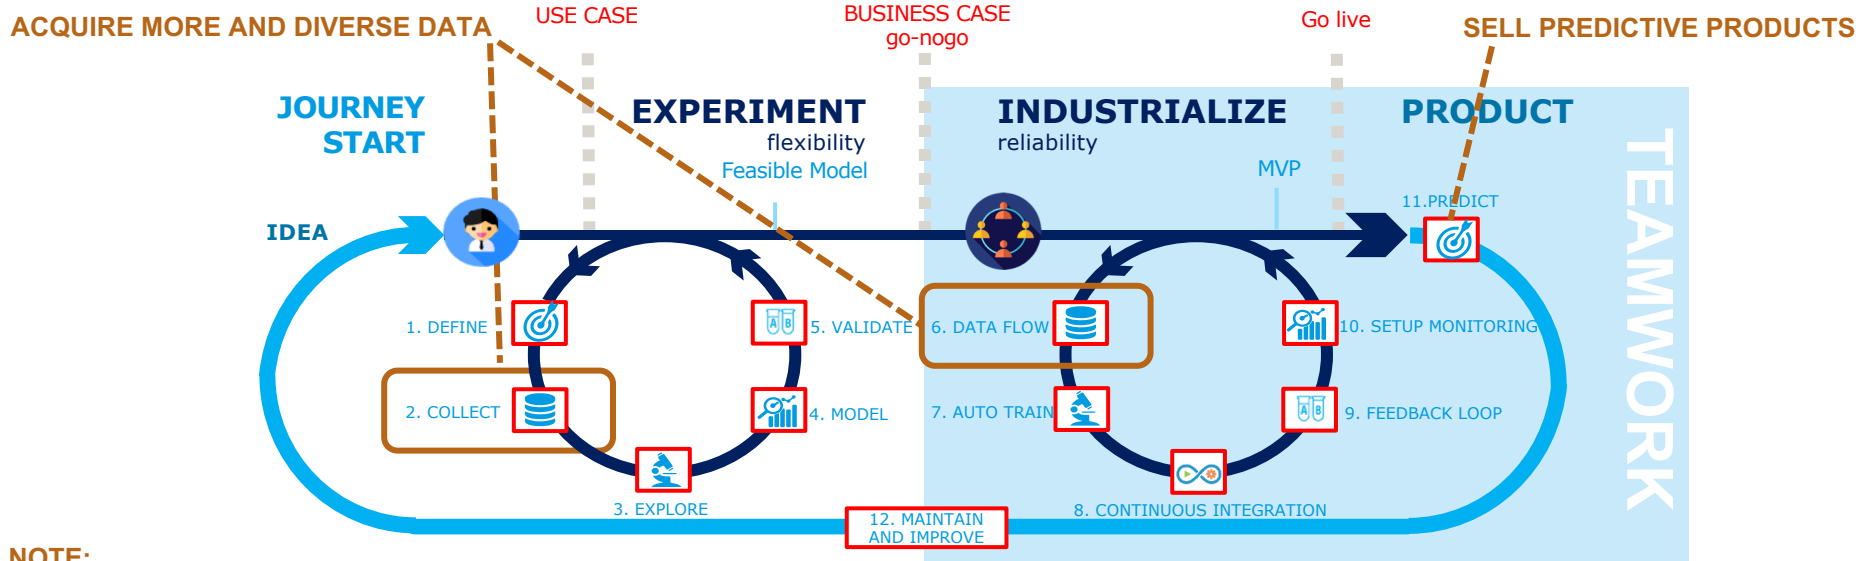 ACQUIRE MORE AND DIVERSE DATA
USE CASE
BUSINESS CASE
go-nogo
Go live
SELL PREDICTIVE PRODUCTS
JOURNEY
START
EXPERIMENT
flexibility
Feasible Model
INDUSTRIALIZE
reliability
MVP
PRODUCT
TEAMWORK
IDEA
11.PREDICT
1. DEFINE
5. VALIDATE
6. DATA FLOW
10. SETUP MONITORING
2. COLLECT
4. MODEL
7. AUTO TRAIN
9. FEEDBACK LOOP
A B
A B
3. EXPLORE
8. CONTINUOUS INTEGRATION
12. MAINTAIN
AND IMPROVE
NOTE: